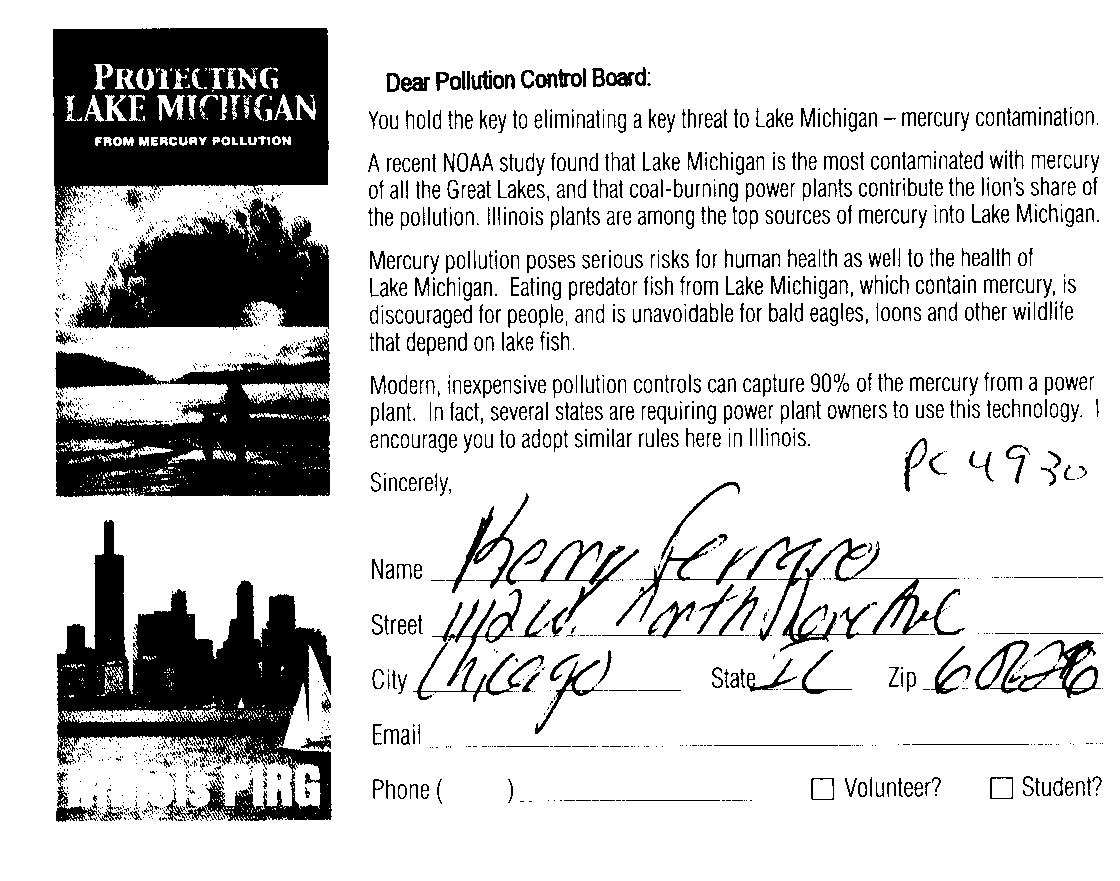 PROTECTING
LAKE MICHIGAN
FROM MERCURY POLLUTION
Dear Pollution Control Board:
You hold the key to eliminating a key threat to Lake Michigan – mercury contamination.
A recent NOAA study found that Lake Michigan is the most contaminated with mercury
of all the Great Lakes, and that coal-burning power plants contribute the lion's share of
the pollution. Illinois plants are among the top sources of mercury into Lake Michigan.
Mercury pollution poses serious risks for human health as well to the health of
Lake Michigan. Eating predator fish from Lake Michigan, which contain mercury, is
discouraged for people, and is unavoidable for bald eagles, loons and other wildlife
that depend on lake fish.
Modern, inexpensive pollution controls can capture 90% of the mercury from a power
plant. In fact, several states are requiring power plant owners to use this technology. I
encourage you to adopt similar rules here in Illinois.
PC 4930
Sincerely,
Name Kerry Ferraro
Street 1112 W. North Shore Ave
City Chicago State IL Zip
Email
Phone ( )
Volunteer? Student?
Illinois PIRG